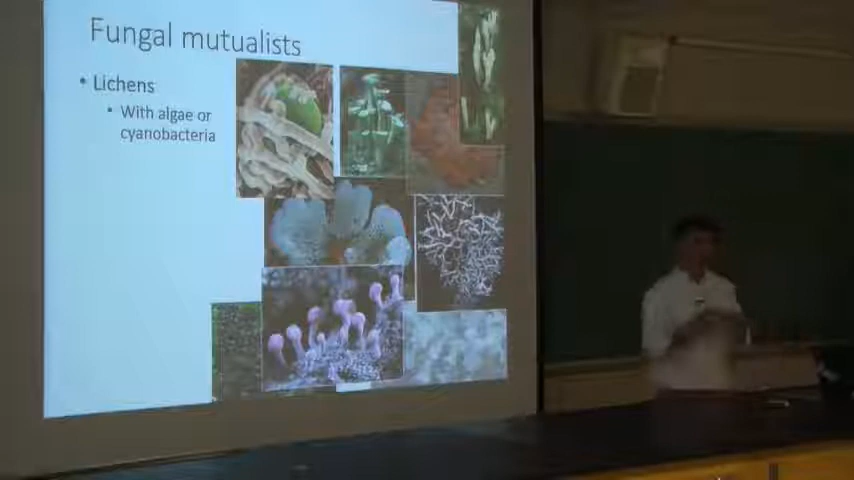 Fungal mutualists
• Lichens
• With algae or
cyanobacteria